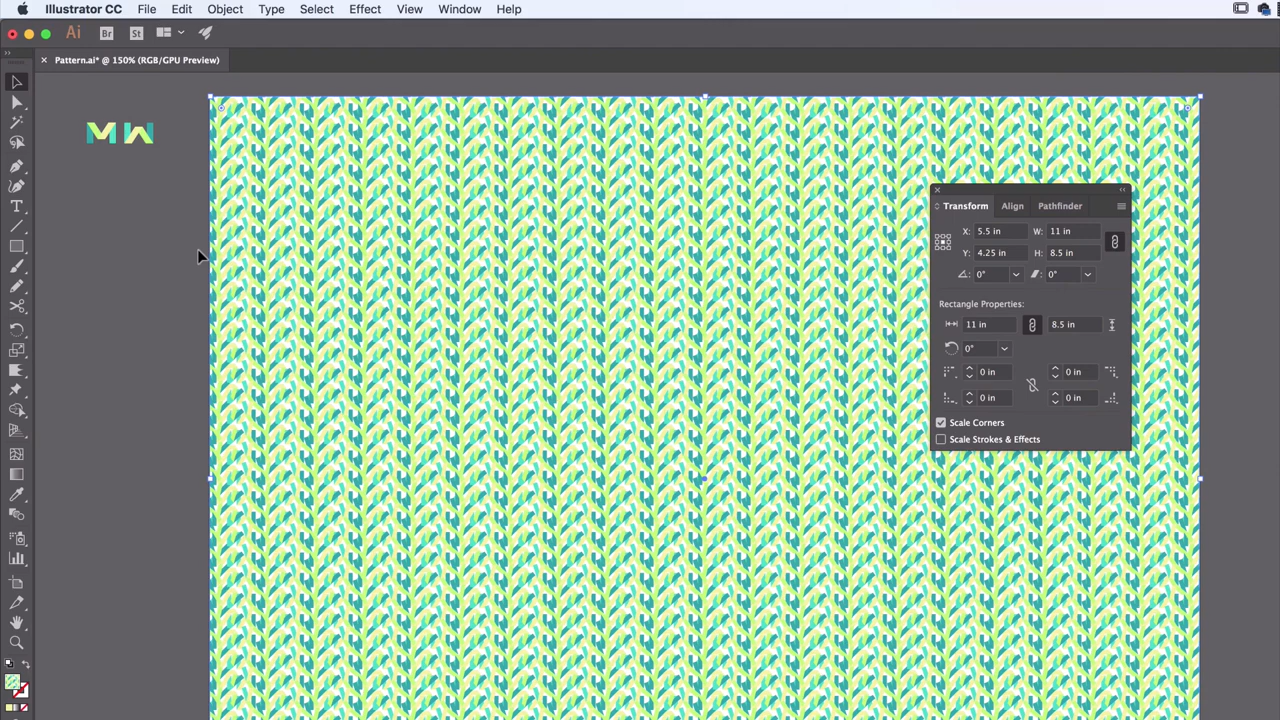 Illustrator CC File Edit Object Type Select Effect View Window Help
Ai Br St
Pattern.ai* @ 150% (RGB/GPU Preview)
M W
Transform Align Pathfinder
X: 5.5 in W: 11 in
Y: 4.25 in H: 8.5 in
0° 0°
Rectangle Properties:
11 in 8.5 in
0°
0 in 0 in
0 in 0 in
Scale Corners
Scale Strokes & Effects